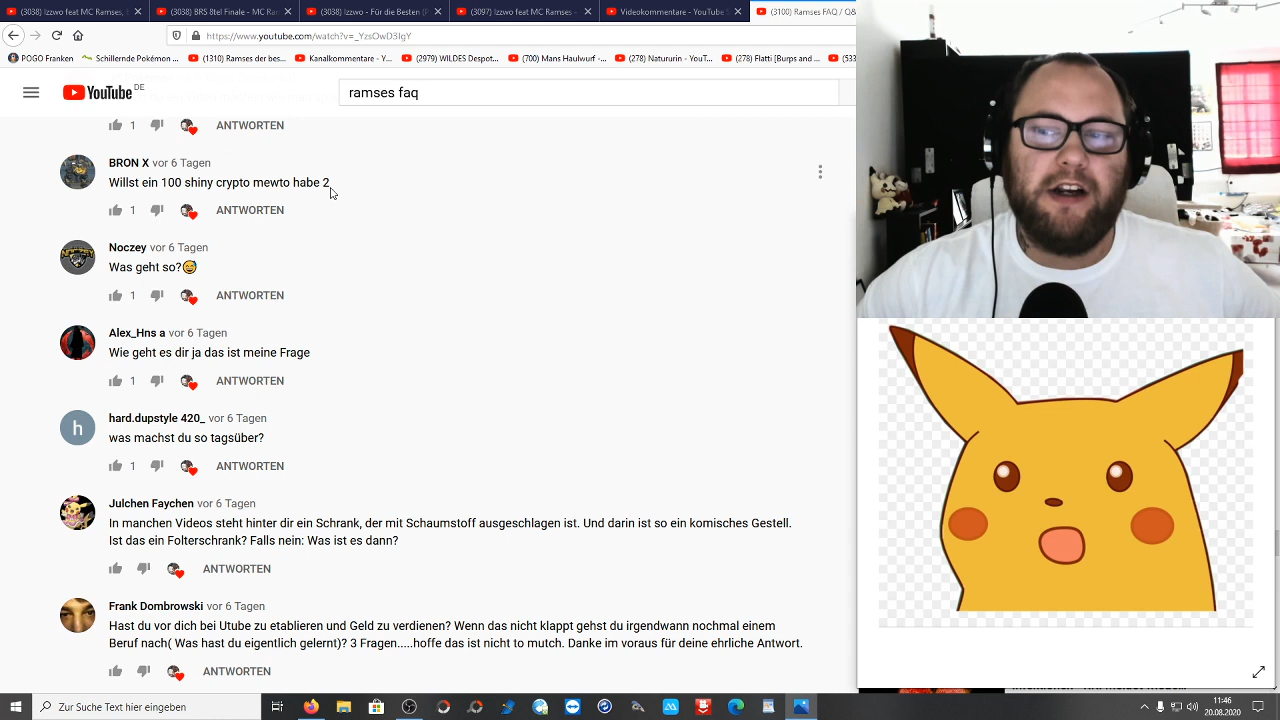 (3038) Izzwo feat MC Ramses,
(3038) BRS 8tel Finale - MC Ran
(3038) Izzwo - Für die Besten (P
(3097) Izzwo feat MC Ramses -
Videokommentare - YouTube S
(3100) Ramses FAQ / Q&
https://www.youtube.com/watch?v=_YzsOwD3IgY
POGO Franken
Schillernde Pokémon ...
(1310) Ramses der bes...
Kanalkommentare - Y...
(2979) WILDES Despot...
(700) Mans Haulwurf -...
(278) Natururin - YouT...
(278) Flatti [Burps and ...
(533
YouTube DE
ramses faq
1 ANTWORTEN
BRON X vor 6 Tagen
Willst ein 100 shiny crypto mewto habe 2
1 ANTWORTEN
Noczey vor 6 Tagen
Was geht so?😅
1 ANTWORTEN
Alex_Hns a vor 6 Tagen
Wie geht es dir ja das ist meine Frage
1 ANTWORTEN
hard.dupstyle 420_ vor 6 Tagen
was machst du so tagsüber?
1 ANTWORTEN
Julchen Faychen vor 6 Tagen
In manchen Videos steht hinter dir ein Schrank, der mit Schaumstoff ausgeschlagen ist. Und darin ist so ein komisches Gestell.
Ist das ein Folterschrank? Falls nein: Was ist es dann?
ANTWORTEN
Frank Dombrowski vor 6 Tagen
Hast du vor dich bei Utube zu etablieren und Geld zu verdienen? Wenn das nicht klappt gehst du irgendwann nochmal einem
Beruf nach( Was hast du eigentlich gelernt)? 3 Fragen.....hoffe das ist nicht to mutch. Danke im voraus für deine ehrliche Antwort.
ANTWORTEN
Zur Suche Text hier eingeben
11:46
20.08.2020